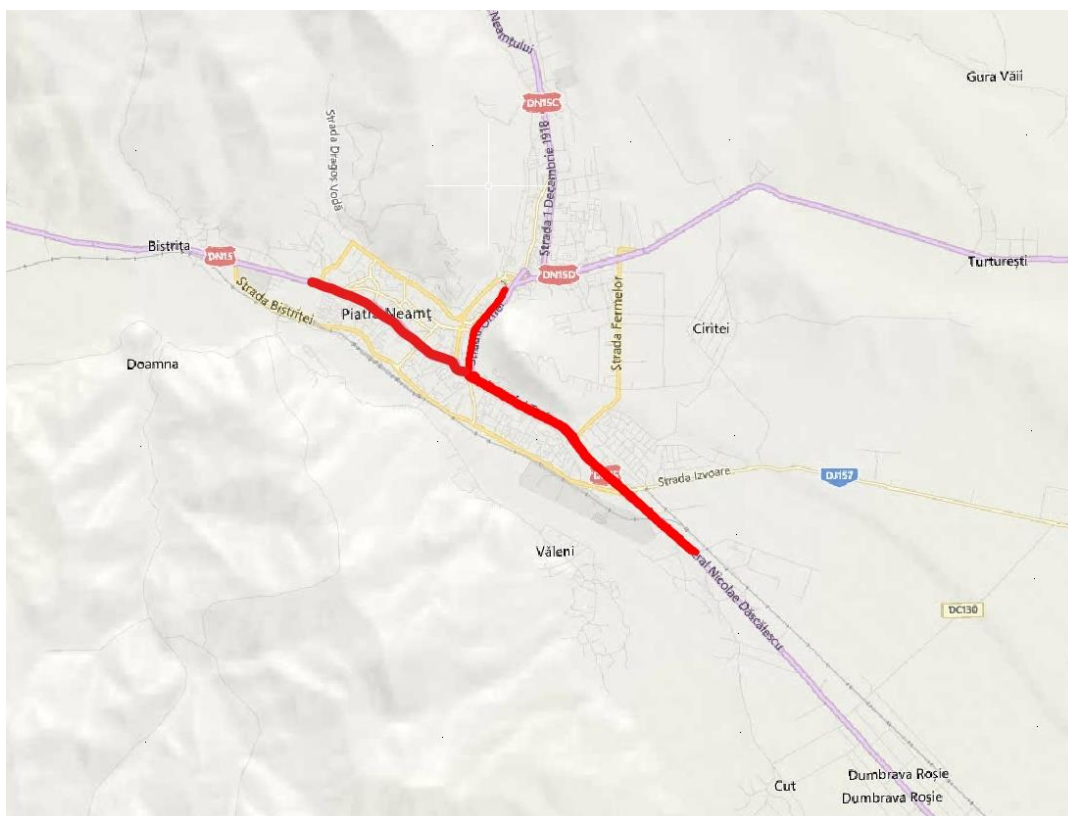 Neamțului
Gura Văii
DN15C
Strada Dragoș Vodă
Strada 1 Decembrie 1918
Bistrița
DN15
DN15D
Turturești
Strada Bistriței
Piatra Neamț
Strada Fermelor
Ciritei
Doamna
Strada
Strada Izvoare
DJ157
Văleni
Nicolae Dăscălescu
DC130
Cut
Dumbrava Roșie
Dumbrava Roșie